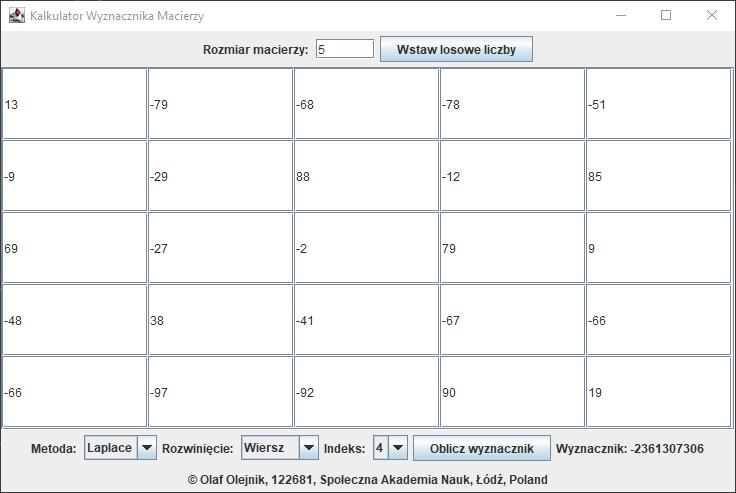 Kalkulator Wyznacznika Macierzy
Rozmiar macierzy: 5 Wstaw losowe liczby
13 -79 -68 -78 -51
-9 -29 88 -12 85
69 -27 -2 79 9
-48 38 -41 -67 -66
-66 -97 -92 90 19
Metoda: Laplace Rozwinięcie: Wiersz Indeks: 4 Oblicz wyznacznik Wyznacznik: -2361307306
© Olaf Olejnik, 122681, Społeczna Akademia Nauk, Łódź, Poland